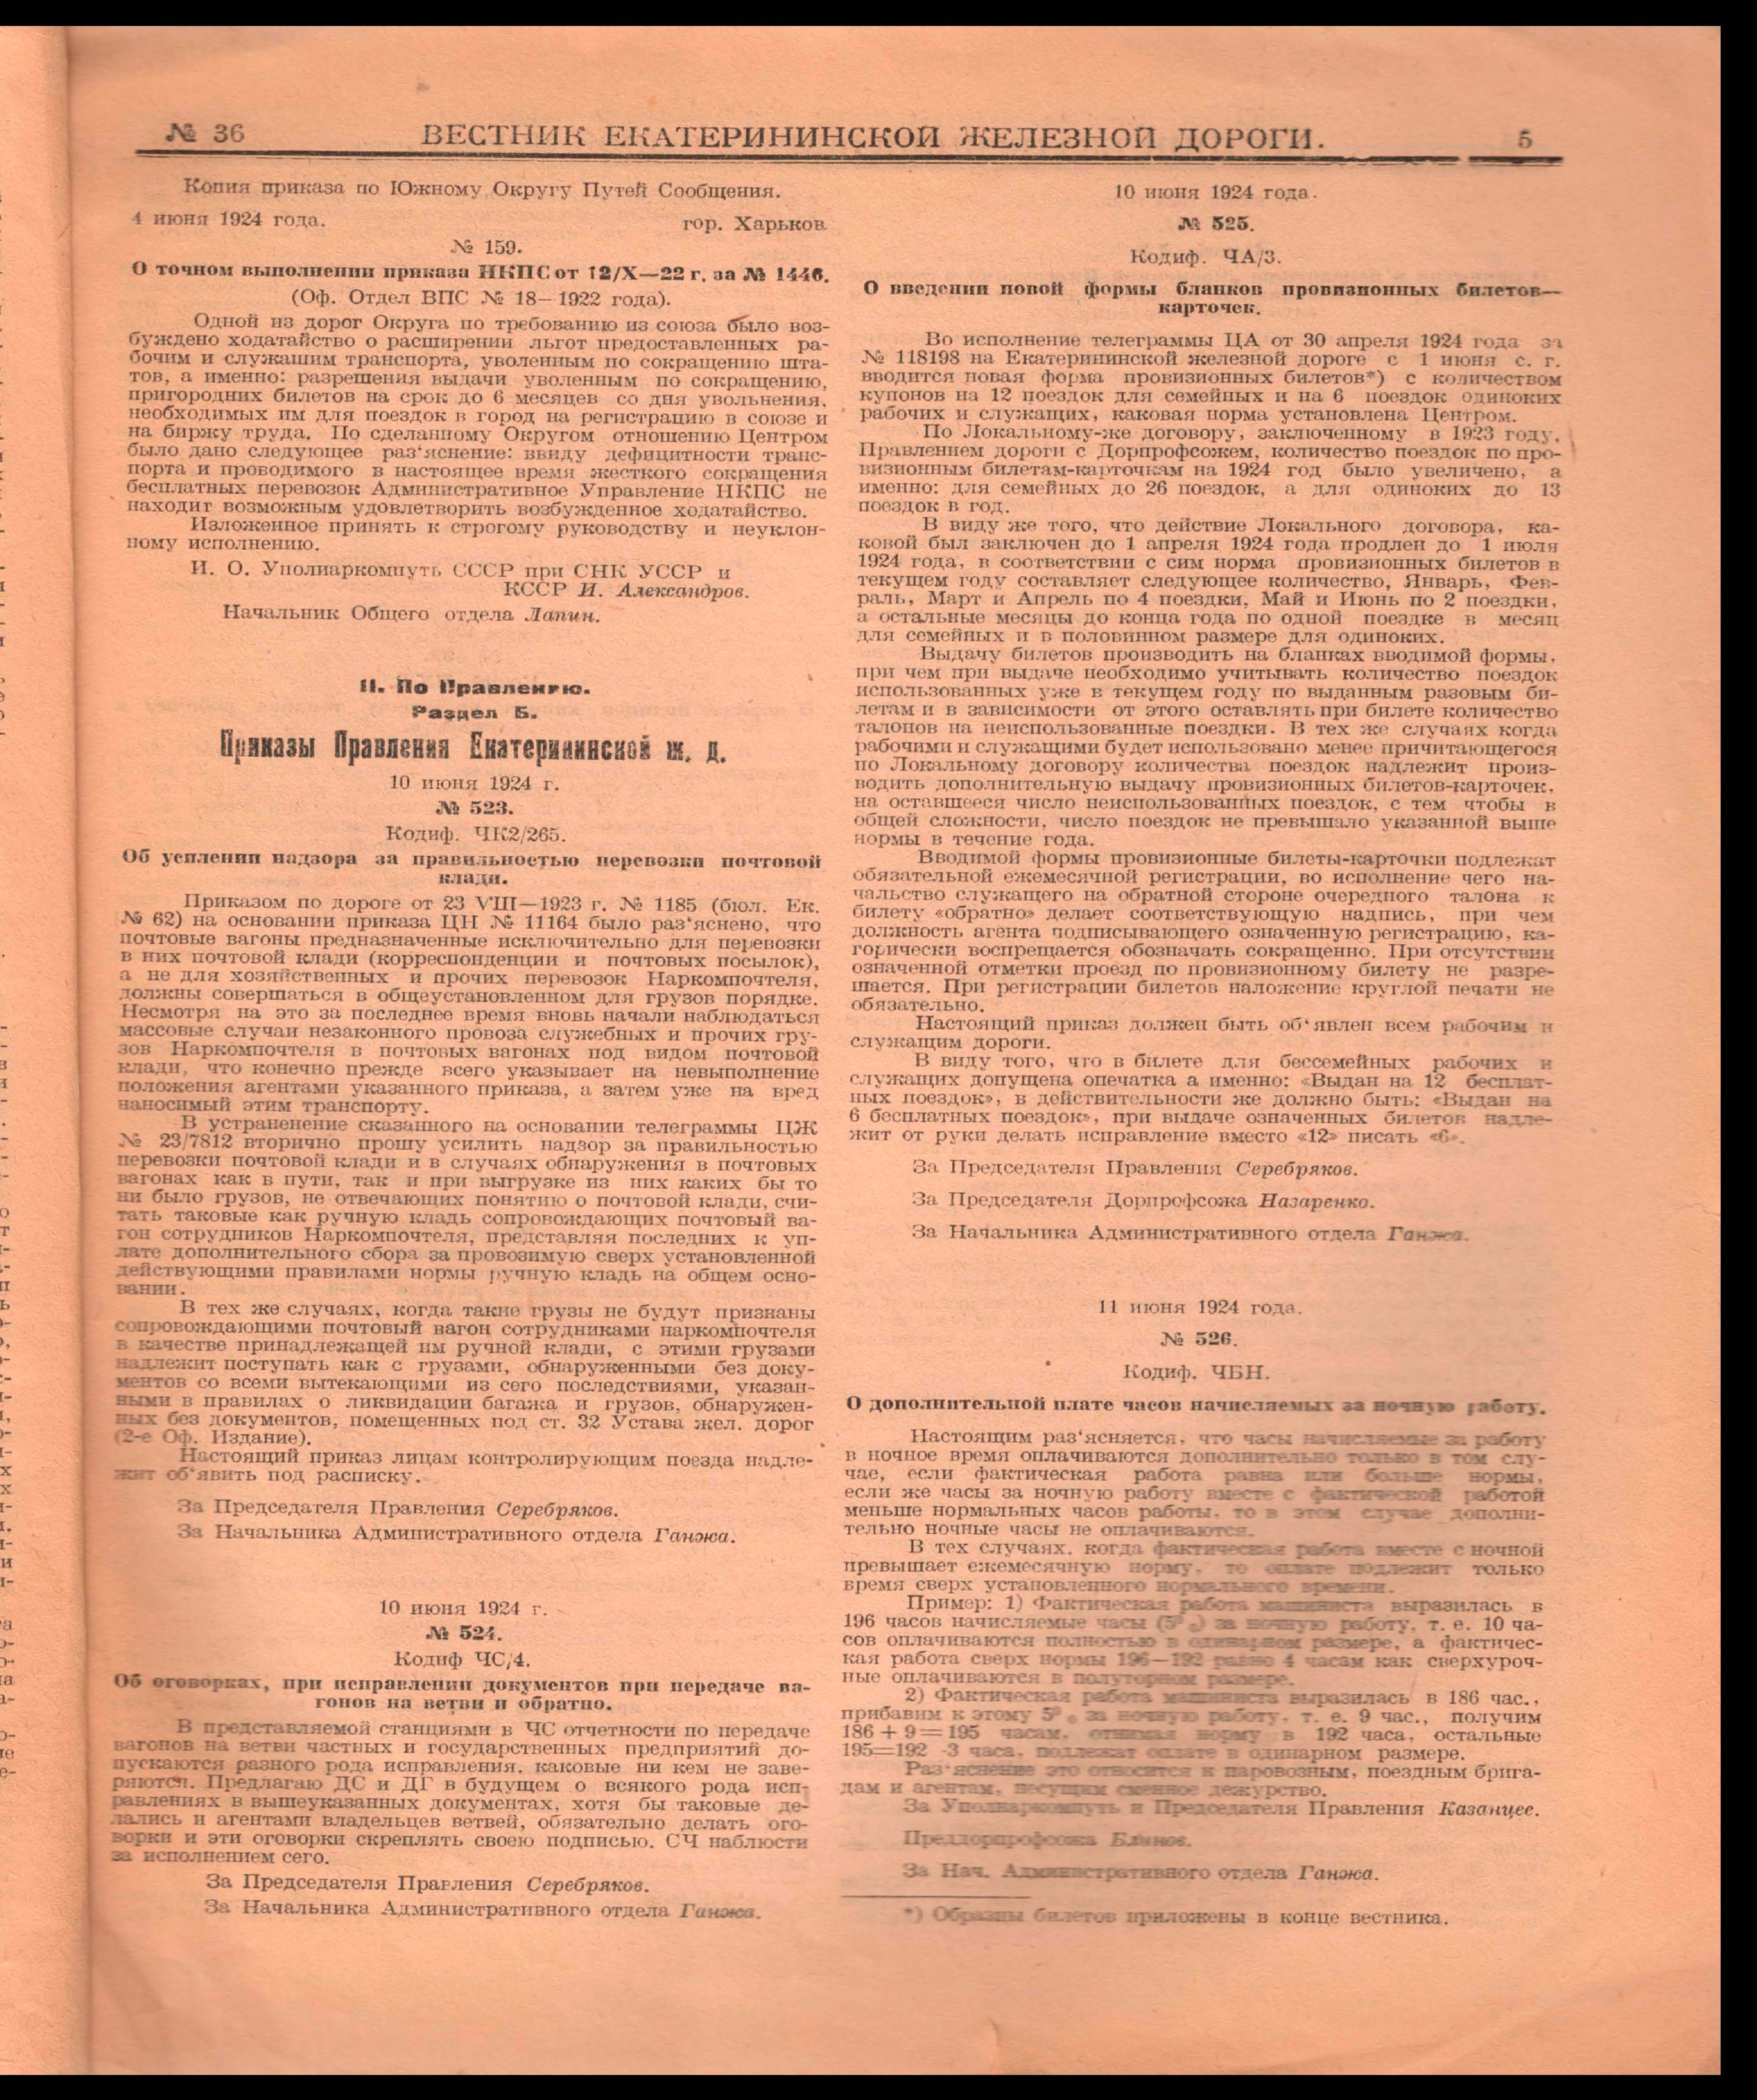 № 36
ВЕСТНИК ЕКАТЕРИНИНСКОЙ ЖЕЛЕЗНОЙ ДОРОГИ.
5
Копия приказа по Южному Округу Путей Сообщения.
4 июня 1924 года.
гор. Харьков
№ 159.
О точном выполнении приказа НКПС от 12/X—22 г. за № 1446.
(Оф. Отдел ВПС № 18—1922 года).
Одной из дорог Округа по требованию из союза было воз-
буждено ходатайство о расширении льгот предоставленных ра-
бочим и служашим транспорта, уволенным по сокращению шта-
тов, а именно: разрешения выдачи уволенным по сокращению,
пригородних билетов на срок до 6 месяцев со дня увольнения,
необходимых им для поездок в город на регистрацию в союзе и
на биржу труда. По сделанному Округом отношению Центром
было дано следующее раз'яснение: ввиду дефицитности транс-
порта и проводимого в настоящее время жесткого сокращения
бесплатных перевозок Административное Управление НКПС не
находит возможным удовлетворить возбужденное ходатайство.
Изложенное принять к строгому руководству и неуклон-
ному исполнению.
И. О. Уполнаркомпуть СССР при СНК УССР и
КССР И. Александров.
Начальник Общего отдела Лапин.
II. По Правлению.
Раздел Б.
Приказы Правления Екатерининской ж. д.
10 июня 1924 г.
№ 523.
Кодиф. ЧК2/265.
Об усилении надзора за правильностью перевозки почтовой
клади.
Приказом по дороге от 23 VIII—1923 г. № 1185 (бюл. Ек.
№ 62) на основании приказа ЦН № 11164 было раз'яснено, что
почтовые вагоны предназначенные исключительно для перевозки
в них почтовой клади (корреспонденции и почтовых посылок),
а не для хозяйственных и прочих перевозок Наркомпочтеля,
должны совершаться в общеустановленном для грузов порядке.
Несмотря на это за последнее время вновь начали наблюдаться
массовые случаи незаконного провоза служебных и прочих гру-
зов Наркомпочтеля в почтовых вагонах под видом почтовой
клади, что конечно прежде всего указывает на невыполнение
положения агентами указанного приказа, а затем уже на вред
наносимый этим транспорту.
В устраненение сказанного на основании телеграммы ЦЖ
№ 23/7812 вторично прошу усилить надзор за правильностью
перевозки почтовой клади и в случаях обнаружения в почтовых
вагонах как в пути, так и при выгрузке из них каких бы то
ни было грузов, не отвечающих понятию о почтовой клади, счи-
тать таковые как ручную кладь сопровождающих почтовый ва-
гон сотрудников Наркомпочтеля, представляя последних к уп-
лате дополнительного сбора за провозимую сверх установленной
действующими правилами нормы ручную кладь на общем осно-
вании.
В тех же случаях, когда такие грузы не будут признаны
сопровождающими почтовый вагон сотрудниками наркомпочтеля
в качестве принадлежащей им ручной клади, с этими грузами
надлежит поступать как с грузами, обнаруженными без доку-
ментов со всеми вытекающими из сего последствиями, указан-
ными в правилах о ликвидации багажа и грузов, обнаружен-
ных без документов, помещенных под ст. 32 Устава жел. дорог
(2-е Оф. Издание).
Настоящий приказ лицам контролирующим поезда надле-
жит об'явить под расписку.
За Председателя Правления Серебряков.
За Начальника Административного отдела Ганжа.
10 июня 1924 г.
№ 524.
Кодиф ЧС/4.
Об оговорках, при исправлении документов при передаче ва-
гонов на ветви и обратно.
В представляемой станциями в ЧС отчетности по передаче
вагонов на ветви частных и государственных предприятий до-
пускаются разного рода исправления, каковые ни кем не заве-
ряются. Предлагаю ДС и ДГ в будущем о всякого рода исп-
равлениях в вышеуказанных документах, хотя бы таковые де-
лались и агентами владельцев ветвей, обязательно делать ого-
ворки и эти оговорки скреплять своею подписью. СЧ наблюсти
за исполнением сего.
За Председателя Правления Серебряков.
За Начальника Административного отдела Ганжа.
10 июня 1924 года.
№ 525.
Кодиф. ЧА/3.
О введении новой формы бланков провизионных билетов—
карточек.
Во исполнение телеграммы ЦА от 30 апреля 1924 года за
№ 118198 на Екатерининской железной дороге с 1 июня с. г.
вводится новая форма провизионных билетов*) с количеством
купонов на 12 поездок для семейных и на 6 поездок одиноких
рабочих и служащих, каковая норма установлена Центром.
По Локальному-же договору, заключенному в 1923 году,
Правлением дороги с Дорпрофсожем, количество поездок по про-
визионным билетам-карточкам на 1924 год было увеличено, а
именно: для семейных до 26 поездок, а для одиноких до 13
поездок в год.
В виду же того, что действие Локального договора, ка-
ковой был заключен до 1 апреля 1924 года продлен до 1 июля
1924 года, в соответствии с сим норма провизионных билетов в
текущем году составляет следующее количество, Январь, Фев-
раль, Март и Апрель по 4 поездки, Май и Июнь по 2 поездки,
а остальные месяцы до конца года по одной поездке в месяц
для семейных и в половинном размере для одиноких.
Выдачу билетов производить на бланках вводимой формы,
при чем при выдаче необходимо учитывать количество поездок
использованных уже в текущем году по выданным разовым би-
летам и в зависимости от этого оставлять при билете количество
талонов на неиспользованные поездки. В тех же случаях когда
рабочими и служащими будет использовано менее причитающегося
по Локальному договору количества поездок надлежит произ-
водить дополнительную выдачу провизионных билетов-карточек,
на оставшееся число неиспользованных поездок, с тем чтобы в
общей сложности, число поездок не превышало указанной выше
нормы в течение года.
Вводимой формы провизионные билеты-карточки подлежат
обязательной ежемесячной регистрации, во исполнение чего на-
чальство служащего на обратной стороне очередного талона к
билету «обратно» делает соответствующую надпись, при чем
должность агента подписывающего означенную регистрацию, ка-
горически воспрещается обозначать сокращенно. При отсутствии
означенной отметки проезд по провизионному билету не разре-
шается. При регистрации билетов наложение круглой печати не
обязательно.
Настоящий приказ должен быть об'явлен всем рабочим и
служащим дороги.
В виду того, что в билете для бессемейных рабочих и
служащих допущена опечатка а именно: «Выдан на 12 бесплат-
ных поездок», в действительности же должно быть: «Выдан на
6 бесплатных поездок», при выдаче означенных билетов надле-
жит от руки делать исправление вместо «12» писать «6».
За Председателя Правления Серебряков.
За Председателя Дорпрофсожа Назаренко.
За Начальника Административного отдела Ганжа.
11 июня 1924 года.
№ 526.
Кодиф. ЧБН.
О дополнительной плате часов начисляемых за ночную работу.
Настоящим раз'ясняется, что часы начисляемые за работу
в ночное время оплачиваются дополнительно только в том слу-
чае, если фактическая работа равна или больше нормы,
если же часы за ночную работу вместе с фактической работой
меньше нормальных часов работы, то в этом случае дополни-
тельно ночные часы не оплачиваются.
В тех случаях, когда фактическая работа вместе с ночной
превышает ежемесячную норму, то оплате подлежит только
время сверх установленного нормального времени.
Пример: 1) Фактическая работа машиниста выразилась в
196 часов начисляемые часы за ночную работу, т. е. 10 ча-
сов оплачиваются полностью в одинарном размере, а фактичес-
кая работа сверх нормы 196—192 равно 4 часам как сверхуроч-
ные оплачиваются в полуторном размере.
2) Фактическая работа машиниста выразилась в 186 час.,
прибавим к этому за ночную работу, т. е. 9 час., получим
186 + 9=195 часам, отнимая норму в 192 часа, остальные
195=192 -3 часа, подлежат оплате в одинарном размере.
Раз'яснение это относится к паровозным, поездным брига-
дам и агентам, несущим сменное дежурство.
За Уполнаркомпуть и Председателя Правления Казанцее.
Преддорпрофсожа Блинов.
За Нач. Административного отдела Ганжа.
*) Образцы билетов приложены в конце вестника.